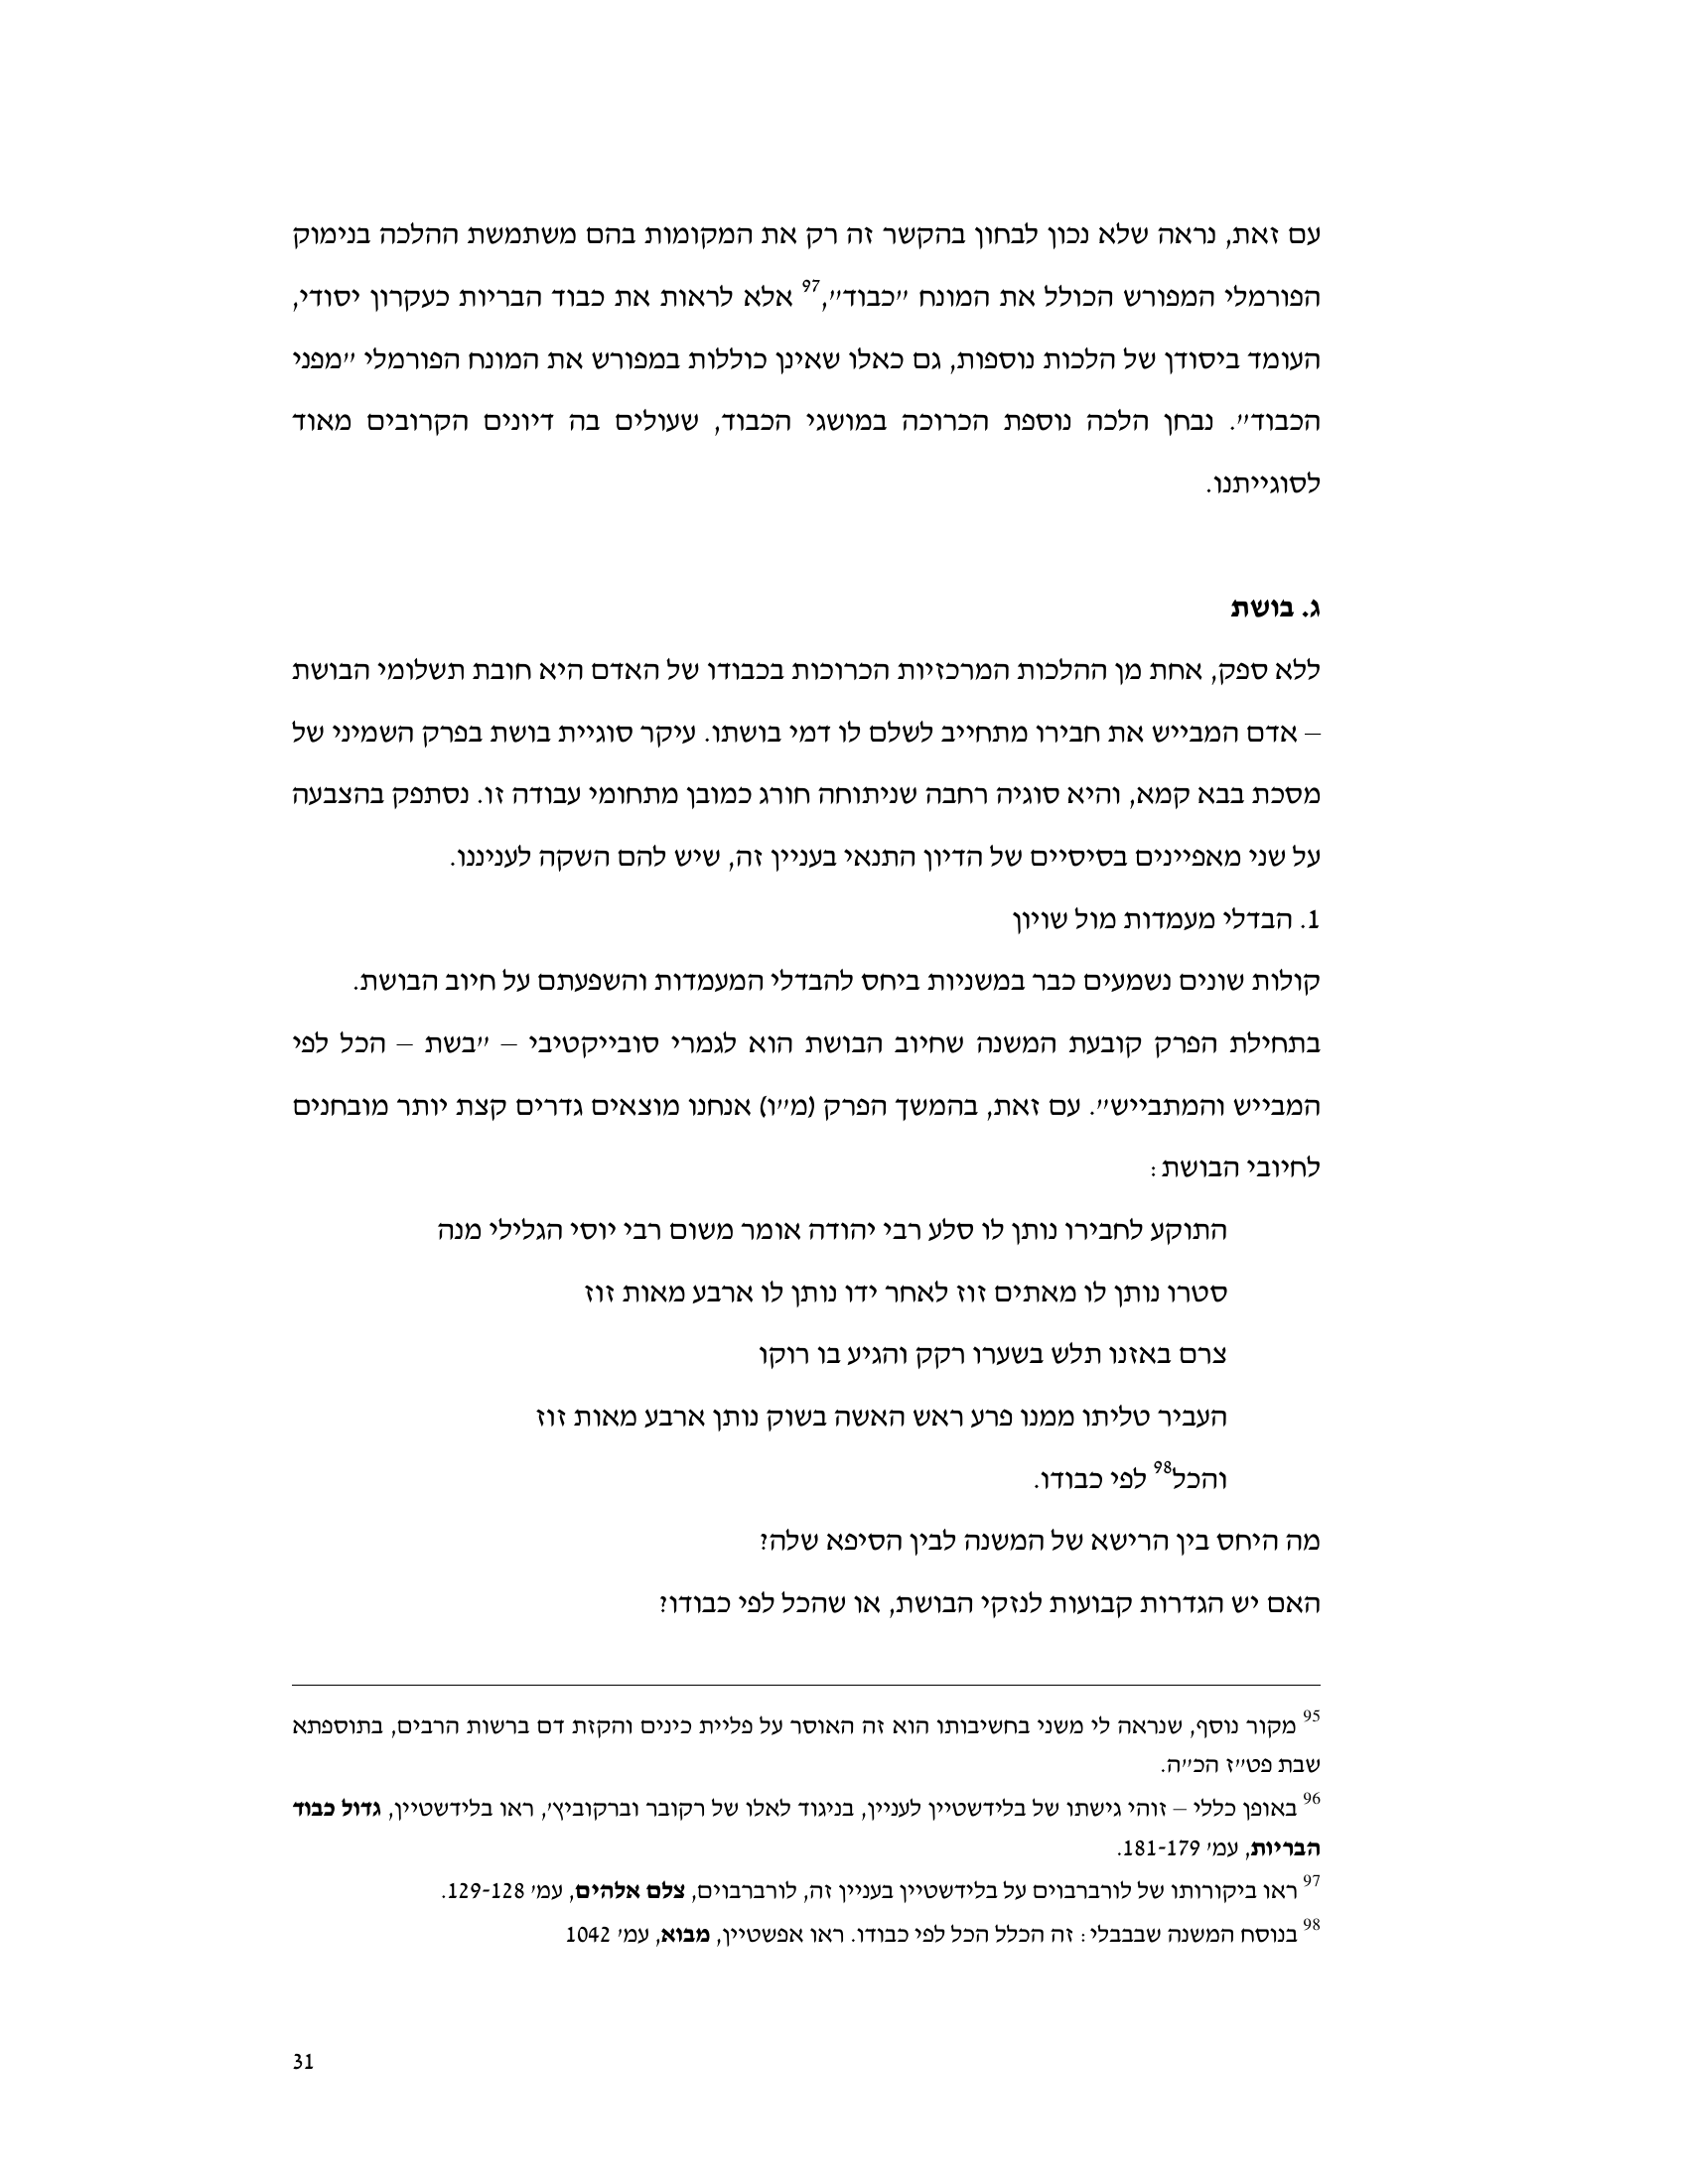 עם זאת, נראה שלא נכון לבחון בהקשר זה רק את המקומות בהם משתמשת ההלכה בנימוק
הפורמלי המפורש הכולל את המונח "כבוד",97 אלא לראות את כבוד הבריות כעקרון יסודי,
העומד ביסודן של הלכות נוספות, גם כאלו שאינן כוללות במפורש את המונח הפורמלי "מפני
הכבוד". נבחן הלכה נוספת הכרוכה במושגי הכבוד, שעולים בה דיונים הקרובים מאוד
לסוגייתנו.
ג. בושת
ללא ספק, אחת מן ההלכות המרכזיות הכרוכות בכבודו של האדם היא חובת תשלומי הבושת
– אדם המבייש את חבירו מתחייב לשלם לו דמי בושתו. עיקר סוגיית בושת בפרק השמיני של
מסכת בבא קמא, והיא סוגיה רחבה שניתוחה חורג כמובן מתחומי עבודה זו. נסתפק בהצבעה
על שני מאפיינים בסיסיים של הדיון התנאי בעניין זה, שיש להם השקה לעניננו.
1. הבדלי מעמדות מול שויון
קולות שונים נשמעים כבר במשניות ביחס להבדלי המעמדות והשפעתם על חיוב הבושת.
בתחילת הפרק קובעת המשנה שחיוב הבושת הוא לגמרי סובייקטיבי – "בשת – הכל לפי
המבייש והמתבייש". עם זאת, בהמשך הפרק (מ"ו) אנחנו מוצאים גדרים קצת יותר מובחנים
לחיובי הבושת:
התוקע לחבירו נותן לו סלע רבי יהודה אומר משום רבי יוסי הגלילי מנה
סטרו נותן לו מאתים זוז לאחר ידו נותן לו ארבע מאות זוז
צרם באזנו תלש בשערו רקק והגיע בו רוקו
העביר טליתו ממנו פרע ראש האשה בשוק נותן ארבע מאות זוז
והכל98 לפי כבודו.
מה היחס בין הרישא של המשנה לבין הסיפא שלה?
האם יש הגדרות קבועות לנזקי הבושת, או שהכל לפי כבודו?
95 מקור נוסף, שנראה לי משני בחשיבותו הוא זה האוסר על פליית כינים והקזת דם ברשות הרבים, בתוספתא
שבת פט"ז הכ"ה.
96 באופן כללי – זוהי גישתו של בלידשטיין לעניין, בניגוד לאלו של רקובר וברקוביץ', ראו בלידשטיין, גדול כבוד
הבריות, עמ' 181-179.
97 ראו ביקורותו של לורברבוים על בלידשטיין בעניין זה, לורברבוים, צלם אלהים, עמ' 129-128.
98 בנוסח המשנה שבבבלי: זה הכלל הכל לפי כבודו. ראו אפשטיין, מבוא, עמ' 1042
31